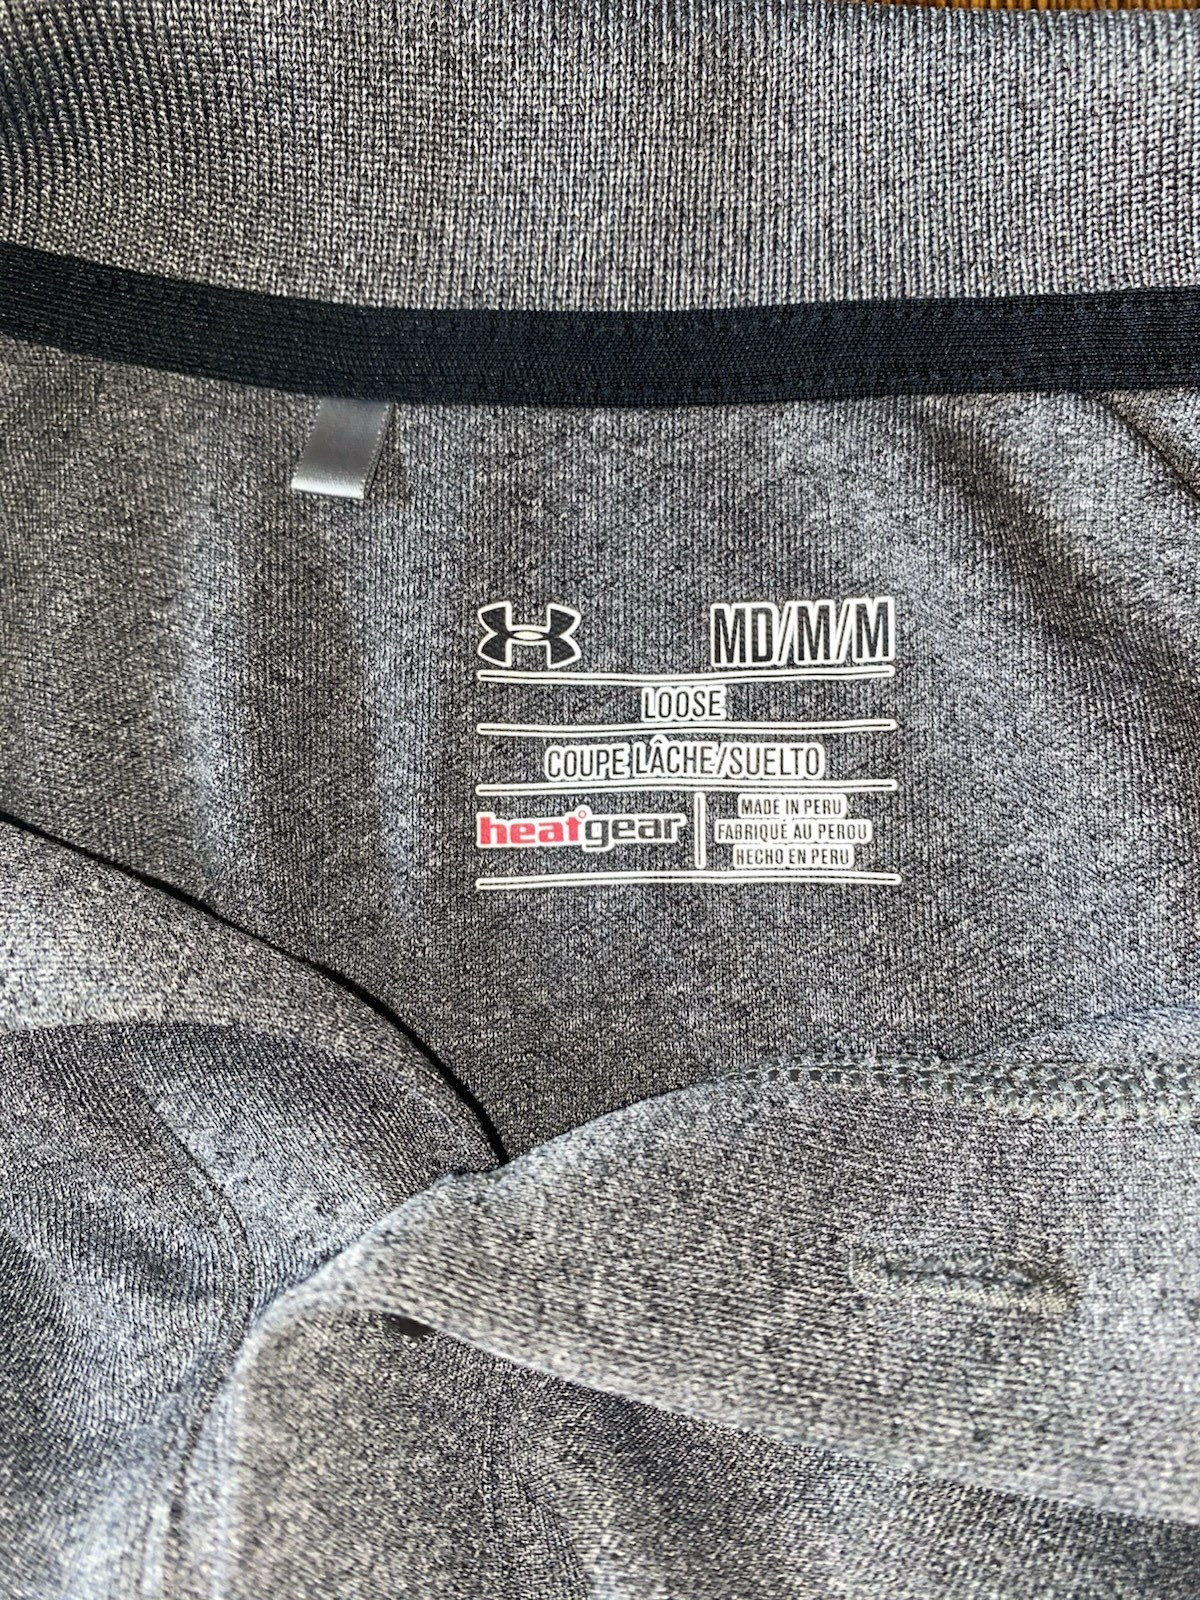 MD/M/M
LOOSE
COUPE LÂCHE/SUELTO
heatgear
MADE IN PERU
FABRIQUÉ AU PEROU
HECHO EN PERU